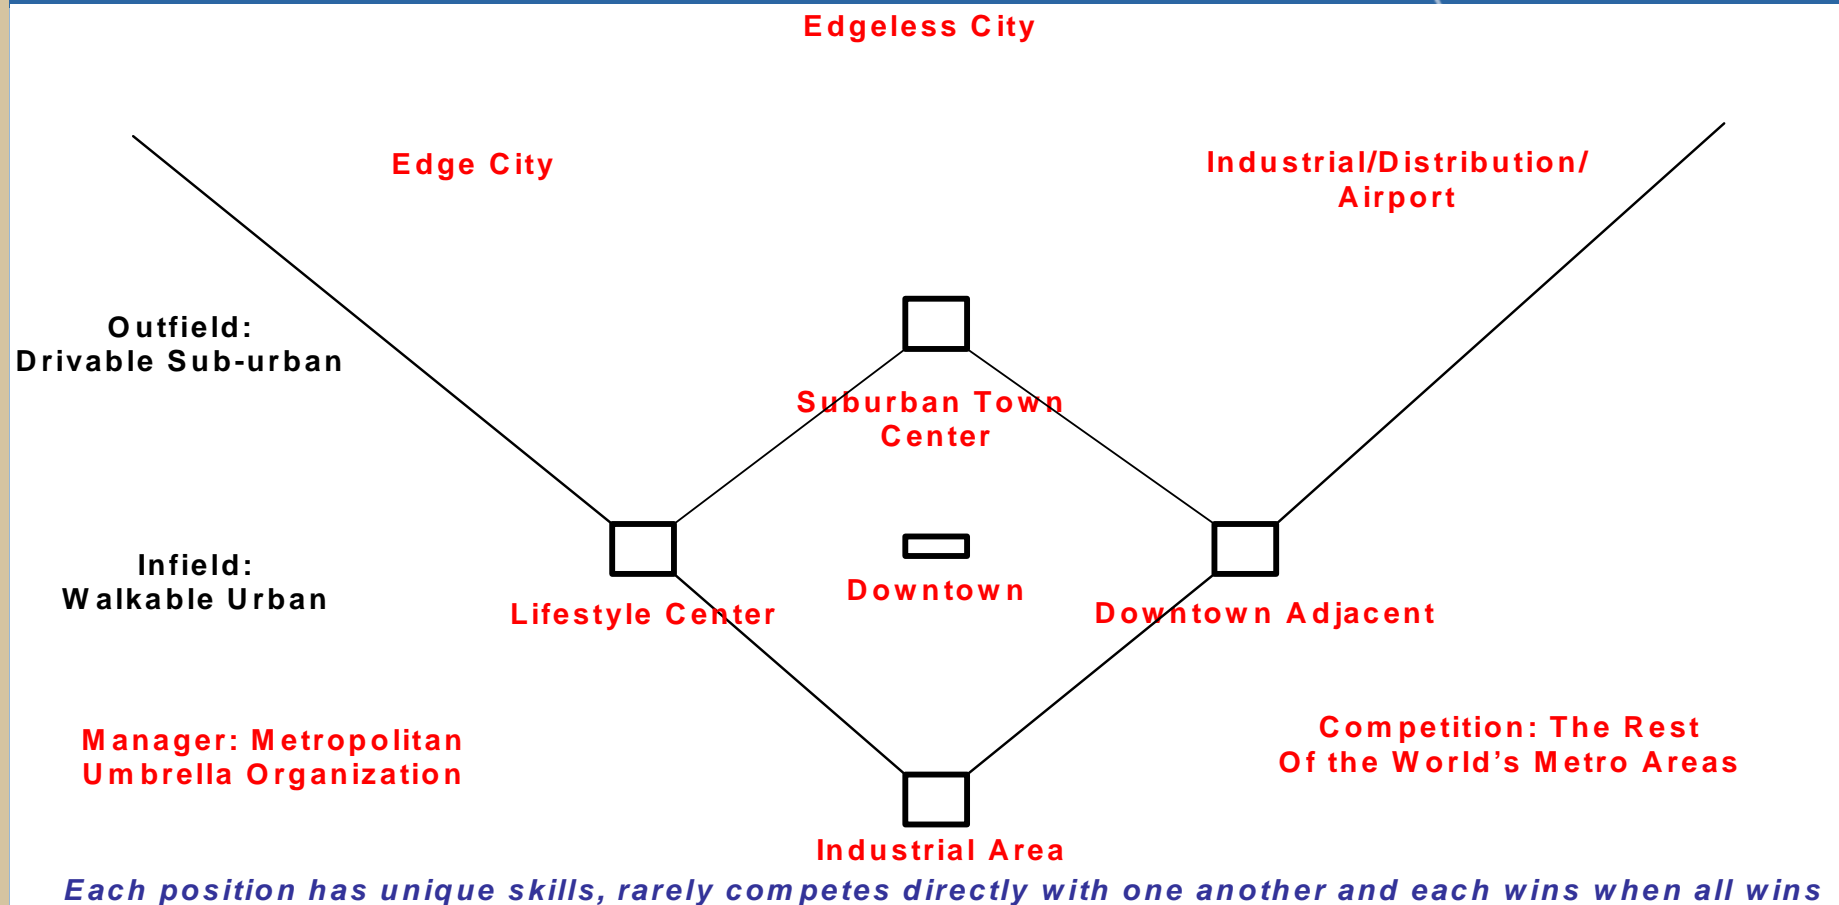 Edgeless City
Edge City
Industrial/Distribution/
Airport
Outfield:
Drivable Sub-urban
Suburban Town
Center
Infield:
Walkable Urban
Downtown
Lifestyle Center
Downtown Adjacent
Manager: Metropolitan
Umbrella Organization
Competition: The Rest
Of the World’s Metro Areas
Industrial Area
Each position has unique skills, rarely competes directly with one another and each wins when all wins